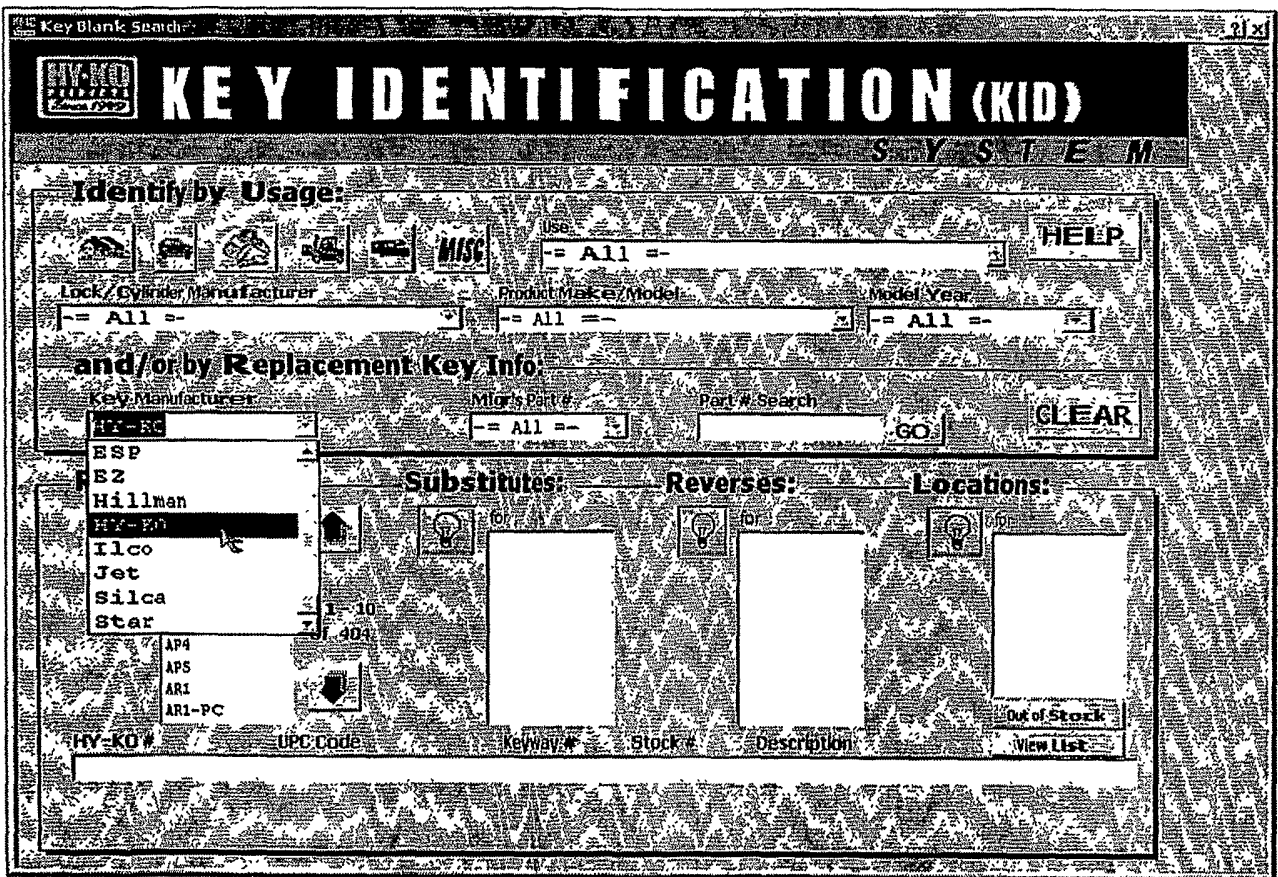 Key Blank Search
HY-KO
Since 1949
KEY IDENTIFICATION (KID)
SYSTEM
Identify by Usage:
MISC
Use
-= All =-
HELP
Lock/Cylinder Manufacturer
Product Make/Model
Model Year
-= All =-
-= All =-
-= All =-
and/or by Replacement Key Info:
Key Manufacturer
Mfgr's Part #
Part # Search
HY-KO
-= All =-
GO
CLEAR
ESP
EZ
Hillman
HY-KO
Ilco
Jet
Silca
Star
Substitutes:
Reverses:
Locations:
for
for
for
1 - 10
of 404
AP4
AP5
AR1
AR1-PC
Out of Stock
HY-KO #
UPC Code
Keyway #
Stock #
Description
View List